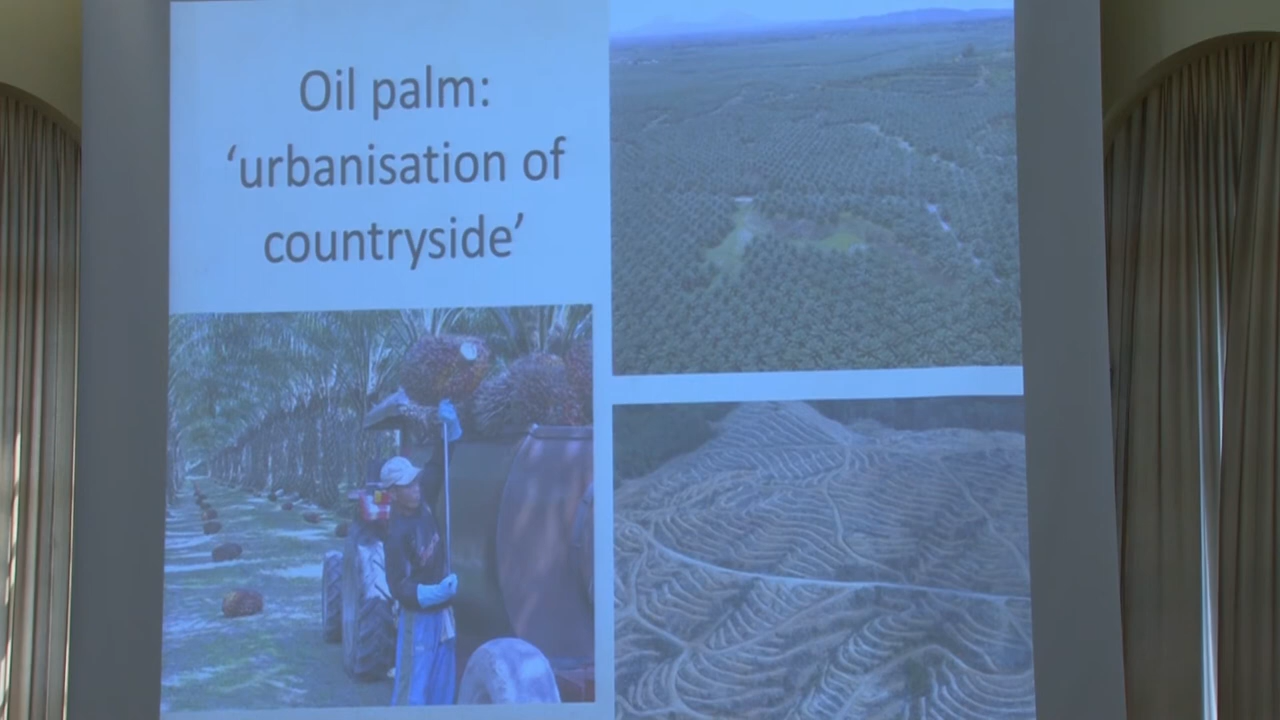 Oil palm:
‘urbanisation of
countryside’